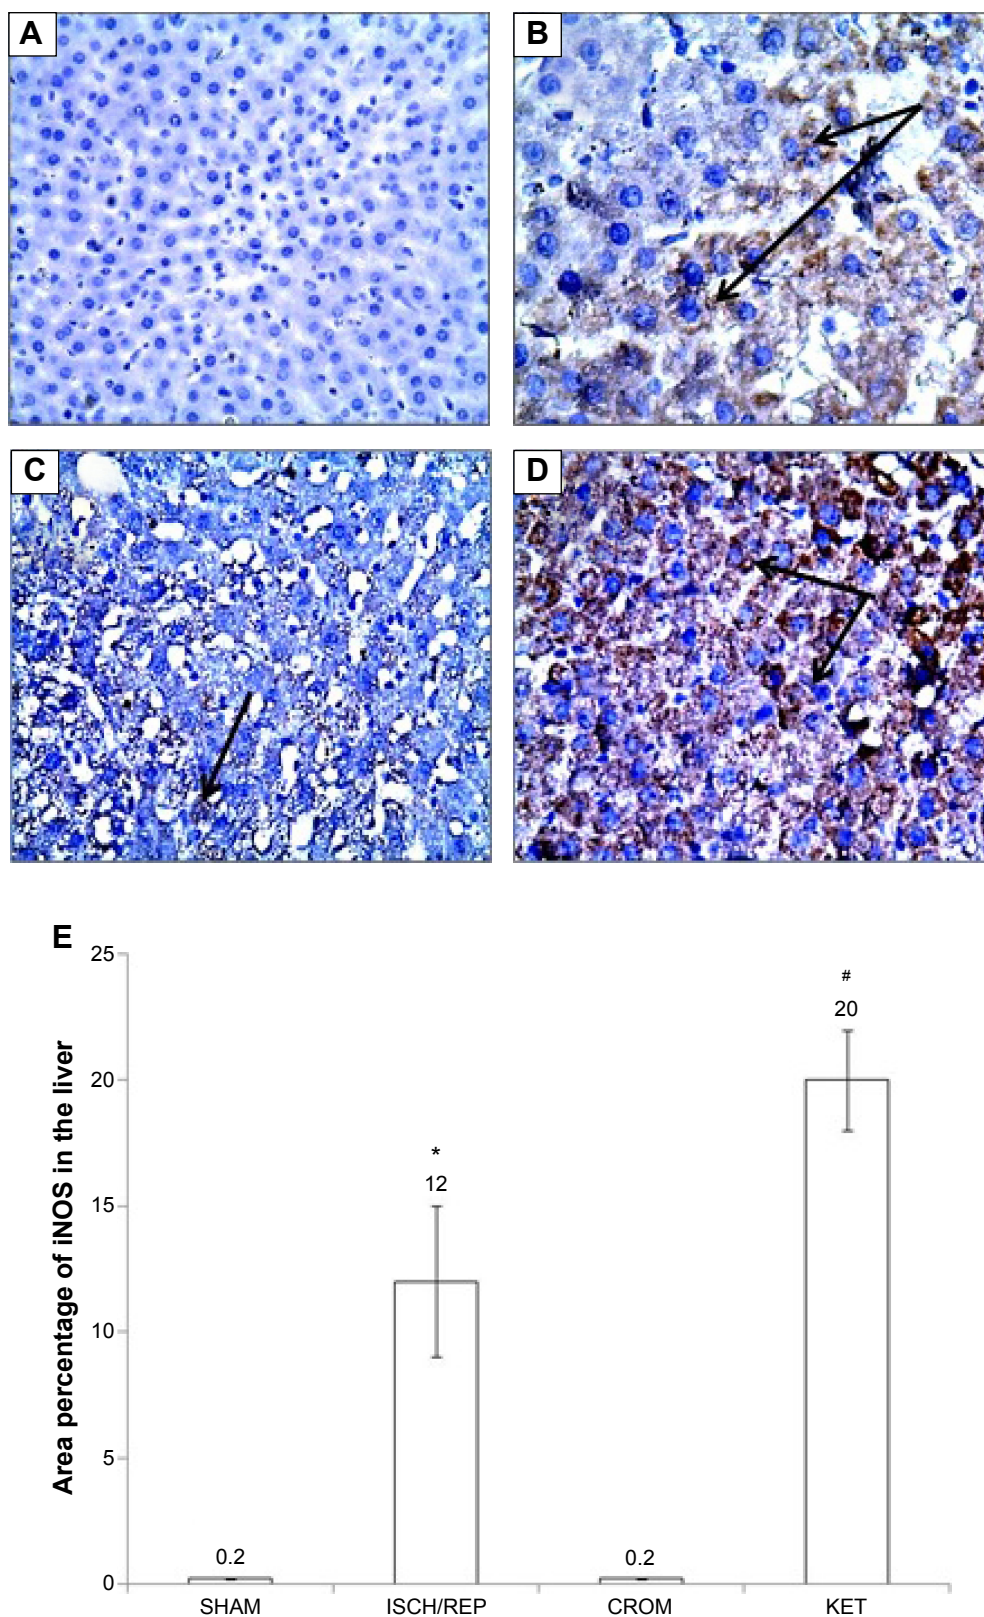 A
B
C
D
E
Area percentage of iNOS in the liver
25
20
15
10
5
0
0.2
*
12
0.2
#
20
SHAM
ISCH/REP
CROM
KET